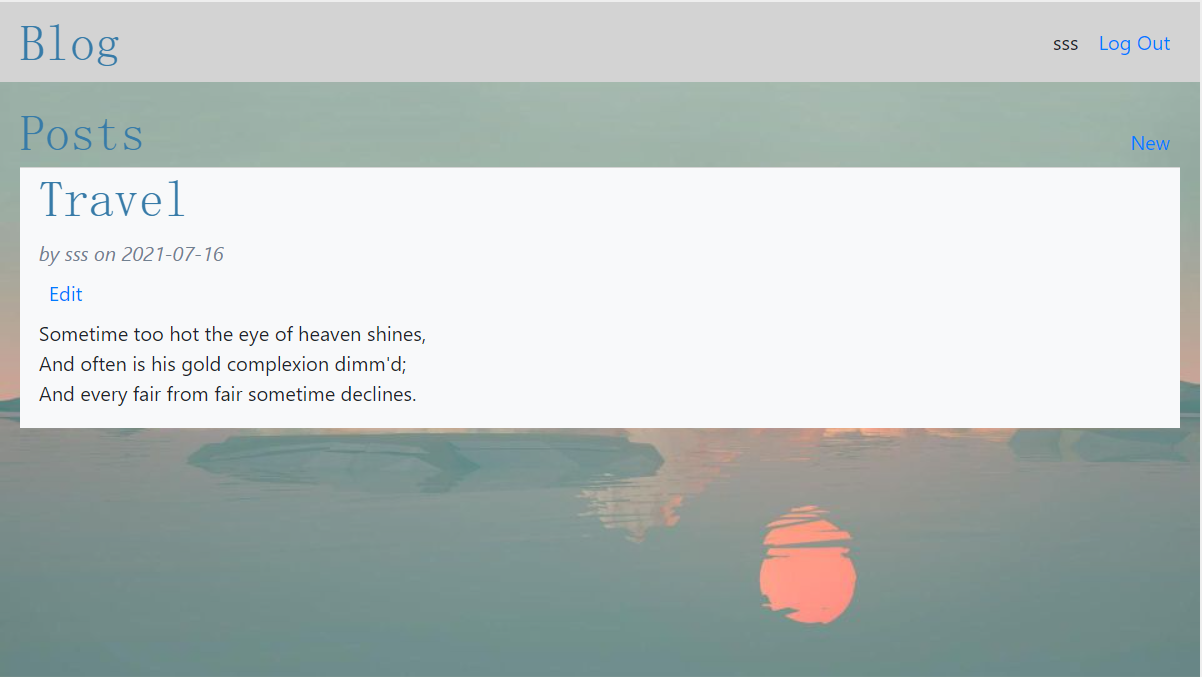 Blog
sss Log Out
Posts
New
Travel
by sss on 2021-07-16
Edit
Sometime too hot the eye of heaven shines,
And often is his gold complexion dimm'd;
And every fair from fair sometime declines.